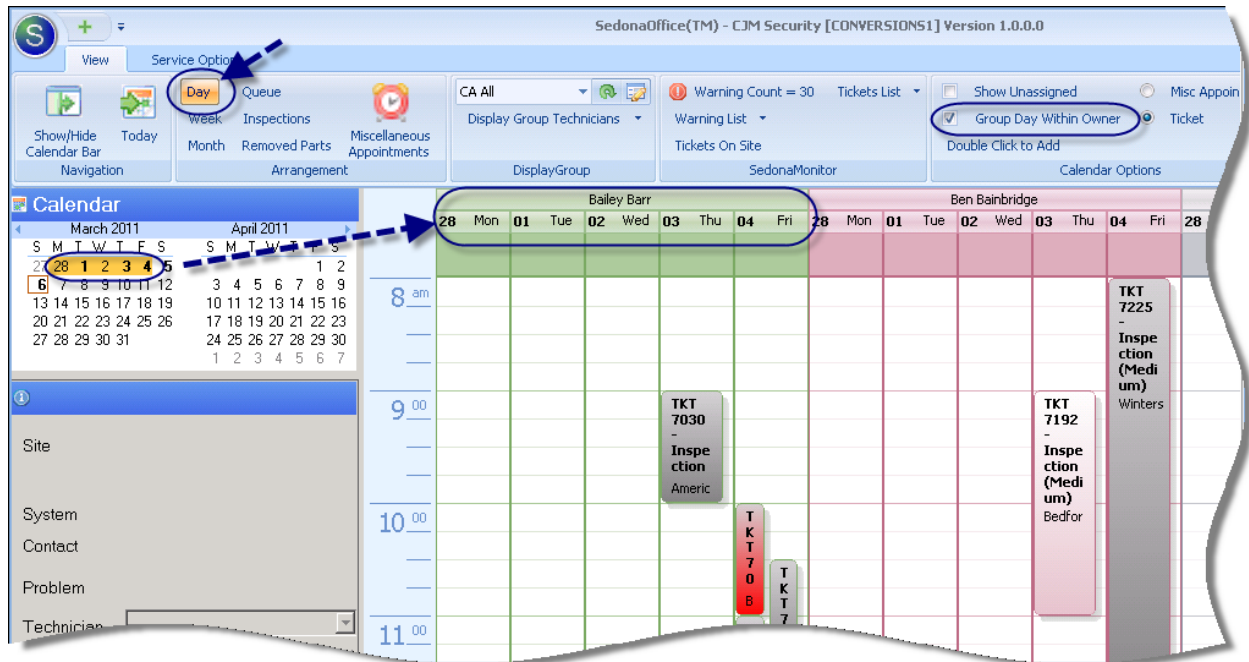 S
SedonaOffice(TM) - CJM Security [CONVERSIONS1] Version 1.0.0.0
View Service Option
Day Queue
Week Inspections
Month Removed Parts
Show/Hide
Calendar Bar
Today
Miscellaneous
Appointments
Navigation
Arrangement
CA All
Display Group Technicians
DisplayGroup
Warning Count = 30 Tickets List
Warning List
Tickets On Site
SedonaMonitor
Show Unassigned Misc Appoin
Group Day Within Owner Ticket
Double Click to Add
Calendar Options
Calendar
March 2011
S M T W T F S
27 28 1 2 3 4 5
6 7 8 9 10 11 12
13 14 15 16 17 18 19
20 21 22 23 24 25 26
27 28 29 30 31
April 2011
S M T W T F S
1 2
3 4 5 6 7 8 9
10 11 12 13 14 15 16
17 18 19 20 21 22 23
24 25 26 27 28 29 30
1 2 3 4 5 6 7
Site
System
Contact
Problem
Technician
Bailey Barr
28 Mon 01 Tue 02 Wed 03 Thu 04 Fri
Ben Bainbridge
28 Mon 01 Tue 02 Wed 03 Thu 04 Fri
28
8 am
9 00
10 00
11 00
TKT
7030
-
Inspe
ction
Americ
T
K
T
7
0
B
T
K
T
7
TKT
7192
-
Inspe
ction
(Medi
um)
Bedfor
TKT
7225
-
Inspe
ction
(Medi
um)
Winters